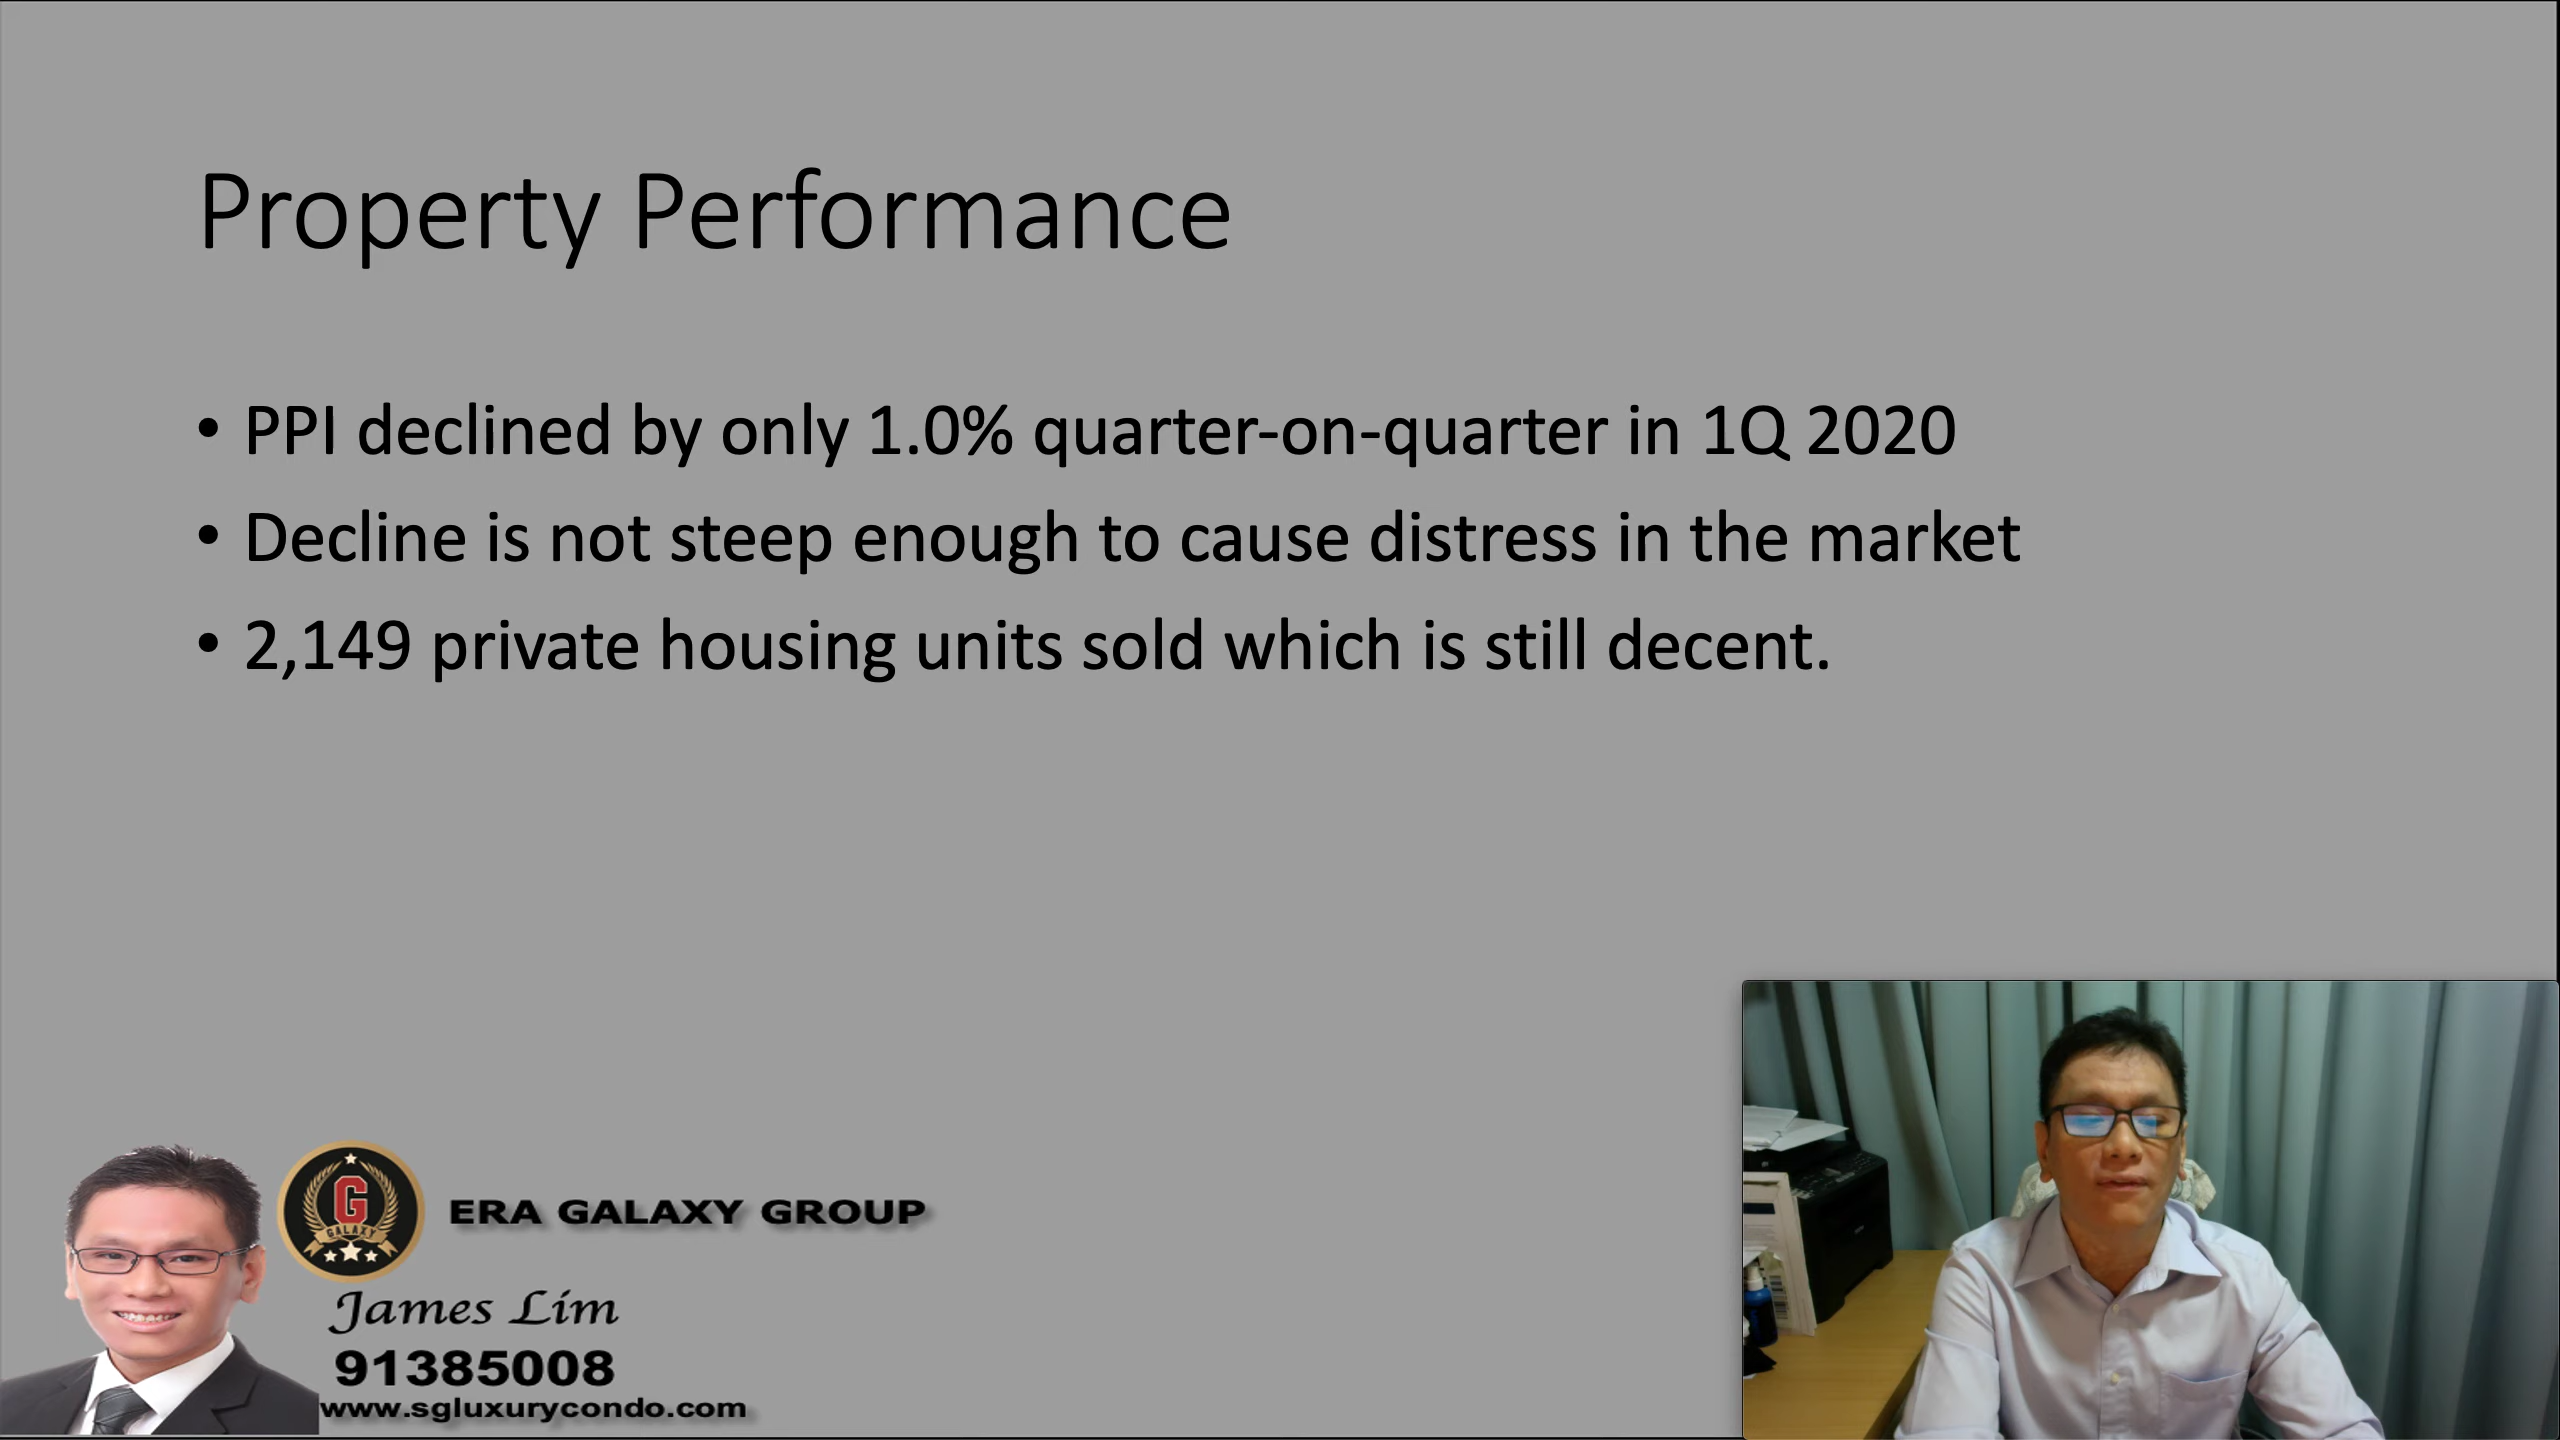 Property Performance
• PPI declined by only 1.0% quarter-on-quarter in 1Q 2020
• Decline is not steep enough to cause distress in the market
• 2,149 private housing units sold which is still decent.
G
GALAXY
ERA GALAXY GROUP
James Lim
91385008
www.sgluxurycondo.com